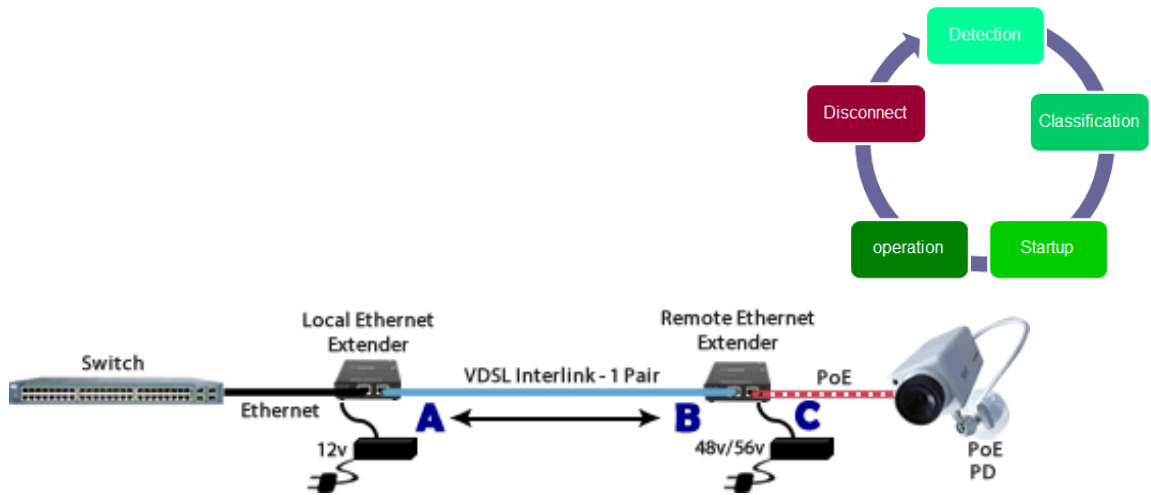 Detection
Disconnect
Classification
operation
Startup
Local Ethernet
Extender
Remote Ethernet
Extender
Switch
VDSL Interlink - 1 Pair
PoE
Ethernet
A
B
C
12v
48v/56v
PoE
PD